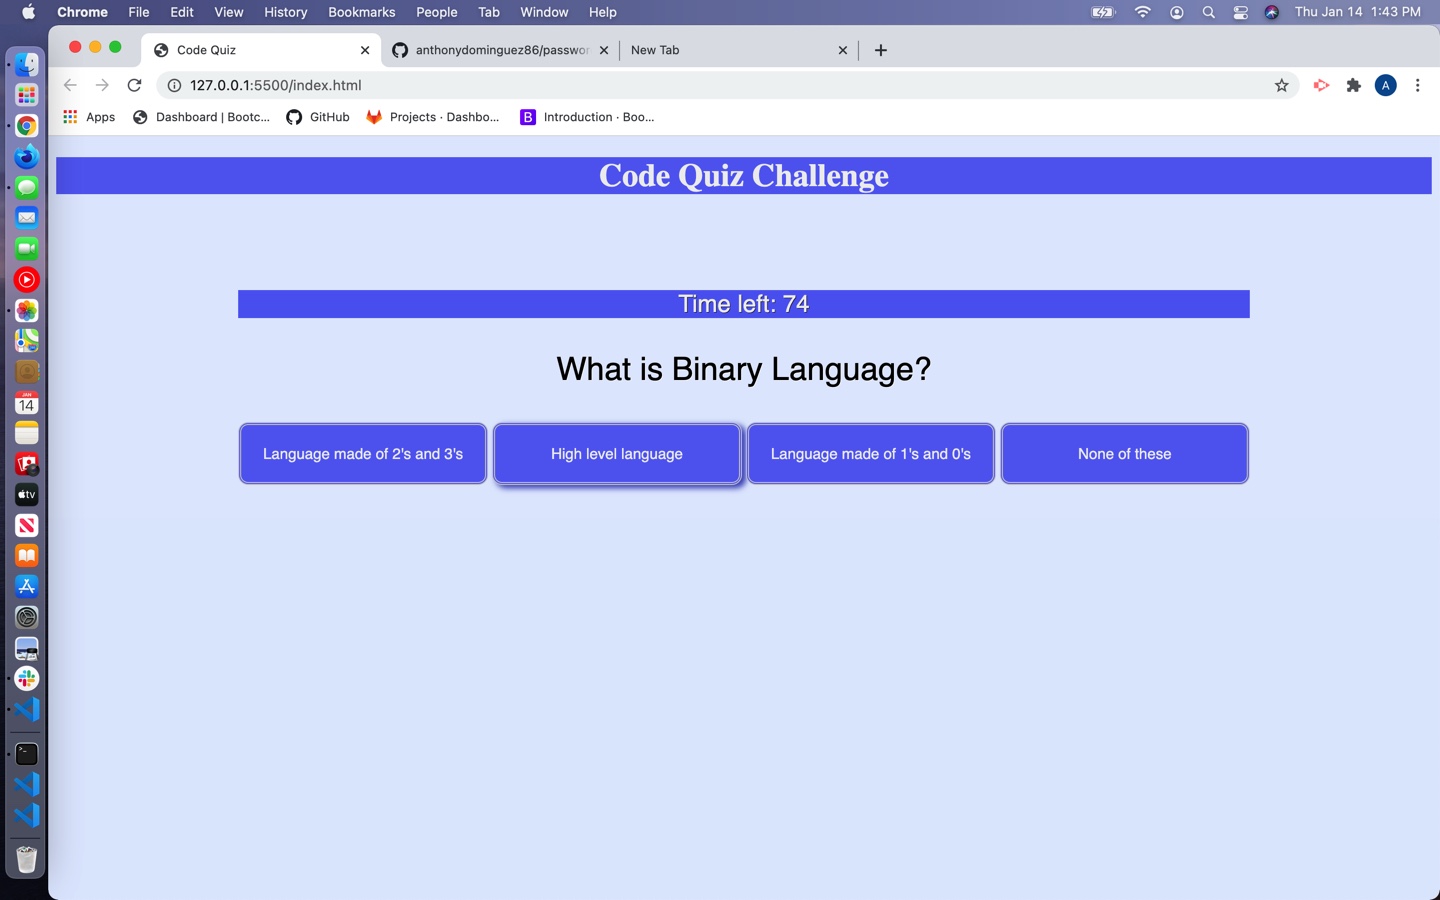 Chrome File Edit View History Bookmarks People Tab Window Help Thu Jan 14 1:43 PM
Code Quiz anthonydominguez86/passwor New Tab
127.0.0.1:5500/index.html A
Apps Dashboard | Bootc... GitHub Projects · Dashbo... B Introduction · Boo...
Code Quiz Challenge
Time left: 74
What is Binary Language?
Language made of 2's and 3's High level language Language made of 1's and 0's None of these
JAN
14
tv